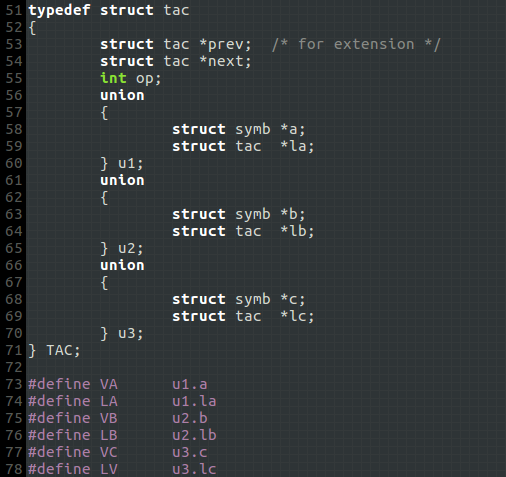 51 typedef struct tac
52 {
53         struct tac *prev;  /* for extension */
54         struct tac *next;
55         int op;
56         union
57         {
58                 struct symb *a;
59                 struct tac  *la;
60         } u1;
61         union
62         {
63                 struct symb *b;
64                 struct tac  *lb;
65         } u2;
66         union
67         {
68                 struct symb *c;
69                 struct tac  *lc;
70         } u3;
71 } TAC;
72
73 #define VA      u1.a
74 #define LA      u1.la
75 #define VB      u2.b
76 #define LB      u2.lb
77 #define VC      u3.c
78 #define LV      u3.lc